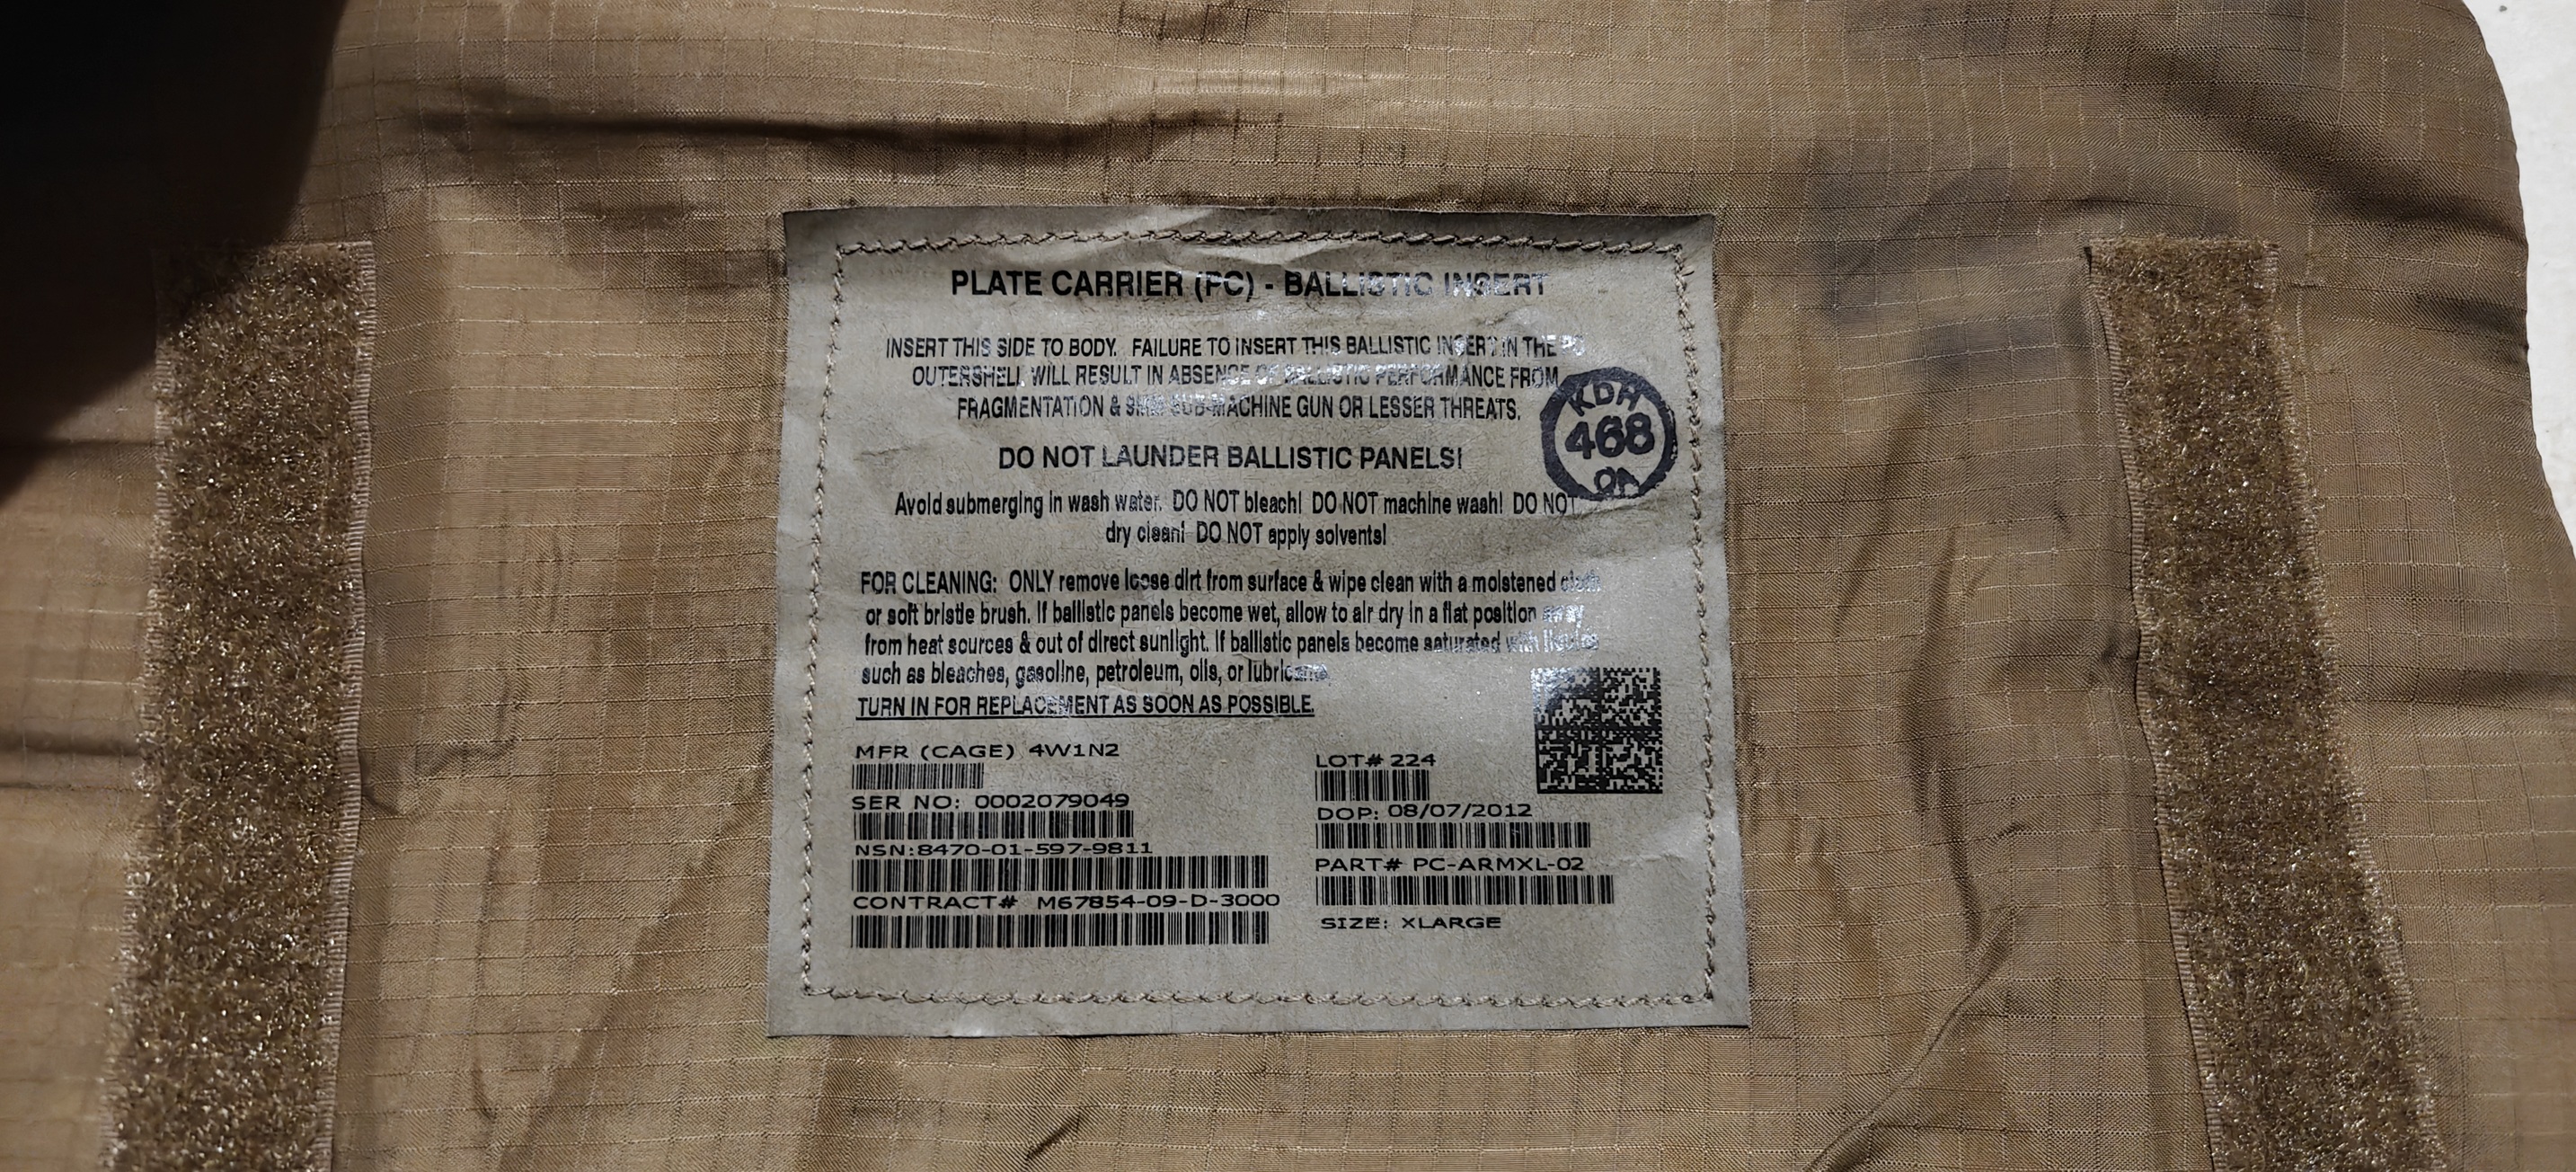 PLATE CARRIER (PC) - BALLISTIC INSERT
INSERT THIS SIDE TO BODY. FAILURE TO INSERT THIS BALLISTIC INSERT IN THE PC
OUTERSHELL WILL RESULT IN ABSENCE OF BALLISTIC PERFORMANCE FROM
FRAGMENTATION & 9MM SUB-MACHINE GUN OR LESSER THREATS.
KDH
468
QA
DO NOT LAUNDER BALLISTIC PANELS!
Avoid submerging in wash water. DO NOT bleach! DO NOT machine wash! DO NOT
dry clean! DO NOT apply solvents!
FOR CLEANING: ONLY remove loose dirt from surface & wipe clean with a moistened cloth
or soft bristle brush. If ballistic panels become wet, allow to air dry in a flat position away
from heat sources & out of direct sunlight. If ballistic panels become saturated with liquids
such as bleaches, gasoline, petroleum, oils, or lubricants,
TURN IN FOR REPLACEMENT AS SOON AS POSSIBLE.
MFR (CAGE) 4W1N2
SER NO: 0002079049
NSN:8470-01-597-9811
CONTRACT# M67854-09-D-3000
LOT# 224
DOP: 08/07/2012
PART# PC-ARMXL-02
SIZE: XLARGE